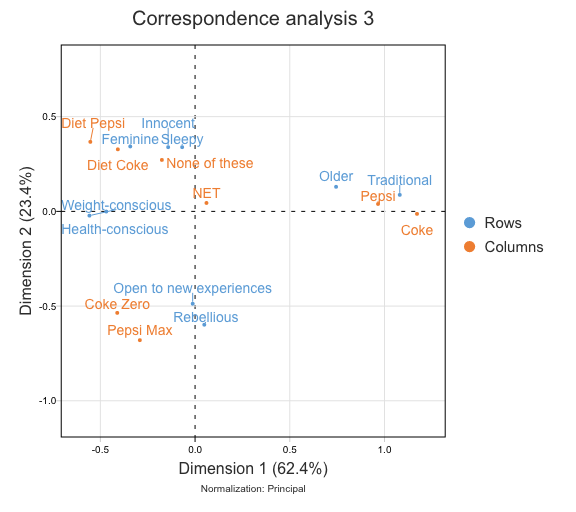 Correspondence analysis 3
Diet Pepsi
Innocent
Feminine
Sleepy
Diet Coke
None of these
Older
Traditional
NET
Pepsi
Weight-conscious
Health-conscious
Coke
Open to new experiences
Coke Zero
Rebellious
Pepsi Max
0.5
0.0
-0.5
-1.0
Dimension 2 (23.4%)
-0.5
0.0
0.5
1.0
Dimension 1 (62.4%)
Normalization: Principal
Rows
Columns